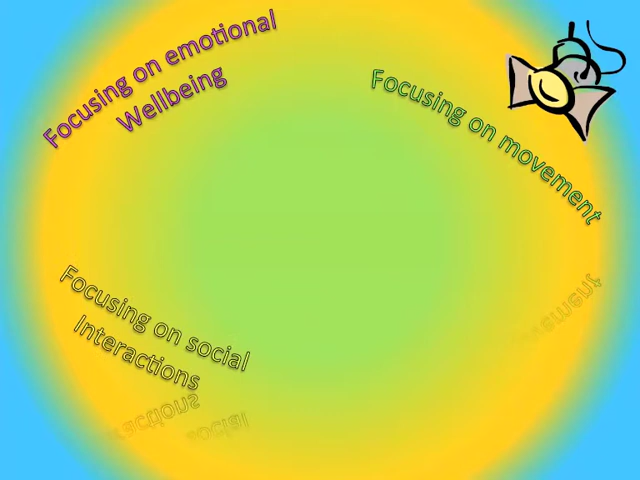 Focusing on emotional
Wellbeing
Focusing on movement
Focusing on social
Interactions